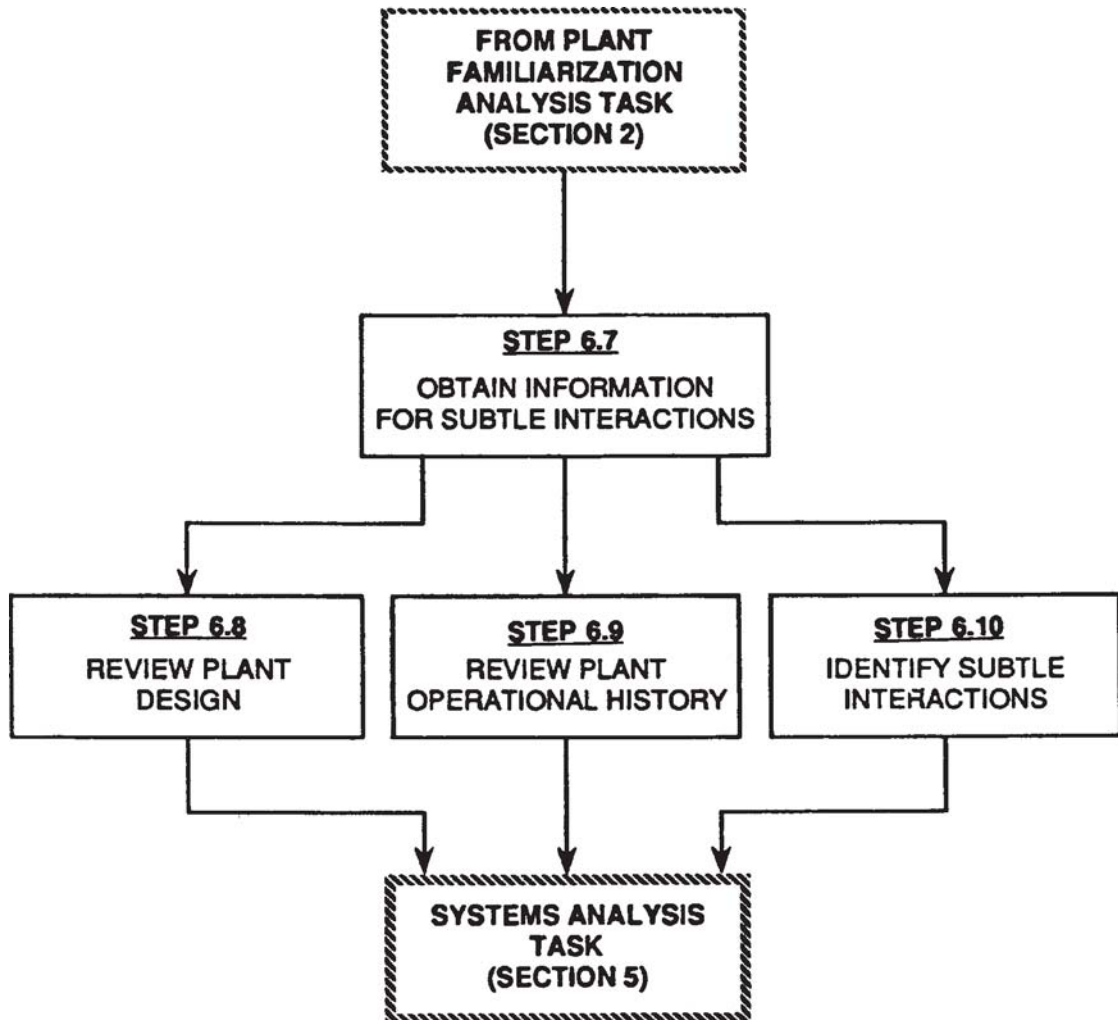 FROM PLANT
FAMILIARIZATION
ANALYSIS TASK
(SECTION 2)
STEP 6.7
OBTAIN INFORMATION
FOR SUBTLE INTERACTIONS
STEP 6.8
REVIEW PLANT
DESIGN
STEP 6.9
REVIEW PLANT
OPERATIONAL HISTORY
STEP 6.10
IDENTIFY SUBTLE
INTERACTIONS
SYSTEMS ANALYSIS
TASK
(SECTION 5)